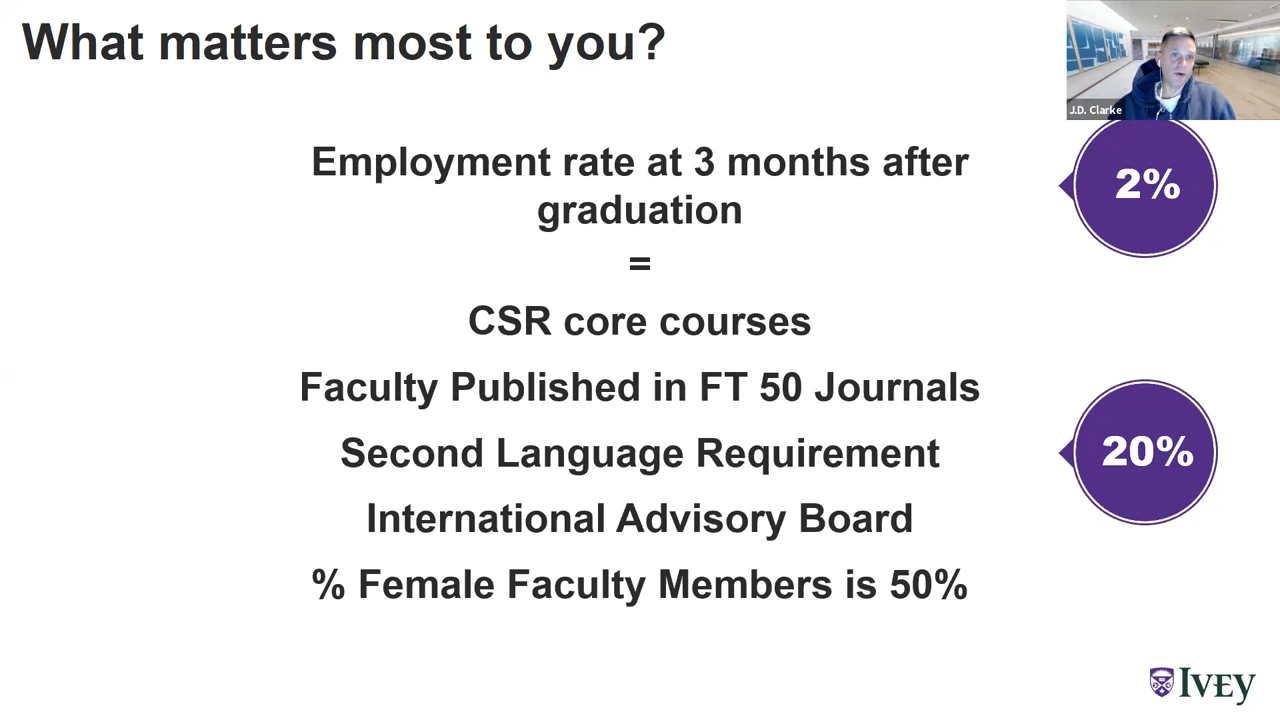 What matters most to you?
J.D. Clarke
Employment rate at 3 months after
graduation
2%
=
CSR core courses
Faculty Published in FT 50 Journals
Second Language Requirement
20%
International Advisory Board
% Female Faculty Members is 50%
IVEY